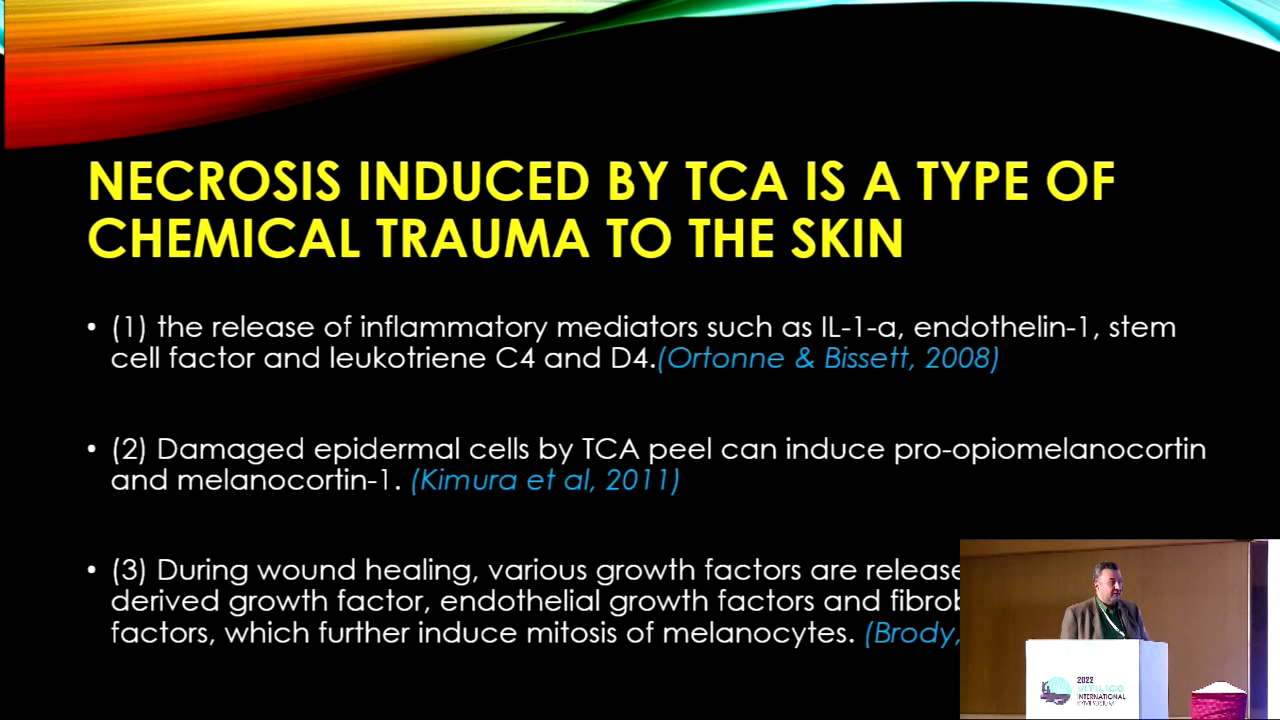 NECROSIS INDUCED BY TCA IS A TYPE OF
CHEMICAL TRAUMA TO THE SKIN
• (1) the release of inflammatory mediators such as IL-1-a, endothelin-1, stem
cell factor and leukotriene C4 and D4.(Ortonne & Bissett, 2008)
• (2) Damaged epidermal cells by TCA peel can induce pro-opiomelanocortin
and melanocortin-1. (Kimura et al, 2011)
• (3) During wound healing, various growth factors are
derived growth factor, endothelial growth factors and
factors, which further induce mitosis of melanocytes. (Brody,
2022
VITILIGO
INTERNATIONAL
SYMPOSIUM